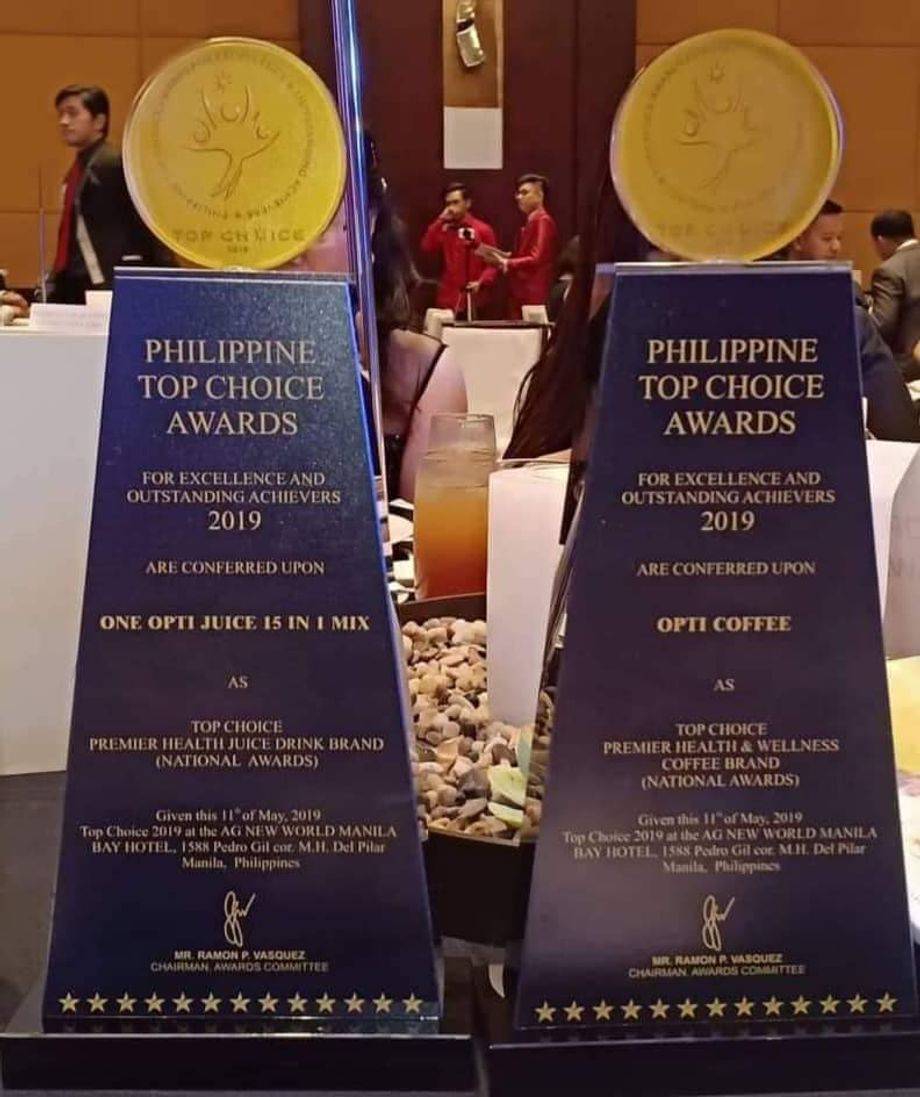 TOP CHOICE
2019
PHILIPPINE
TOP CHOICE
AWARDS
FOR EXCELLENCE AND
OUTSTANDING ACHIEVERS
2019
ARE CONFERRED UPON
ONE OPTI JUICE 15 IN 1 MIX
AS
TOP CHOICE
PREMIER HEALTH JUICE DRINK BRAND
(NATIONAL AWARDS)
Given this 11th of May, 2019
Top Choice 2019 at the AG NEW WORLD MANILA
BAY HOTEL, 1588 Pedro Gil cor. M.H. Del Pilar
Manila, Philippines
MR. RAMON P. VASQUEZ
CHAIRMAN, AWARDS COMMITTEE
TOP CHOICE
PHILIPPINE
TOP CHOICE
AWARDS
FOR EXCELLENCE AND
OUTSTANDING ACHIEVERS
2019
ARE CONFERRED UPON
OPTI COFFEE
AS
TOP CHOICE
PREMIER HEALTH & WELLNESS
COFFEE BRAND
(NATIONAL AWARDS)
Given this 11th of May, 2019
Top Choice 2019 at the AG NEW WORLD MANILA
BAY HOTEL, 1588 Pedro Gil cor. M.H. Del Pilar
Manila, Philippines
MR. RAMON P. VASQUEZ
CHAIRMAN, AWARDS COMMITTEE